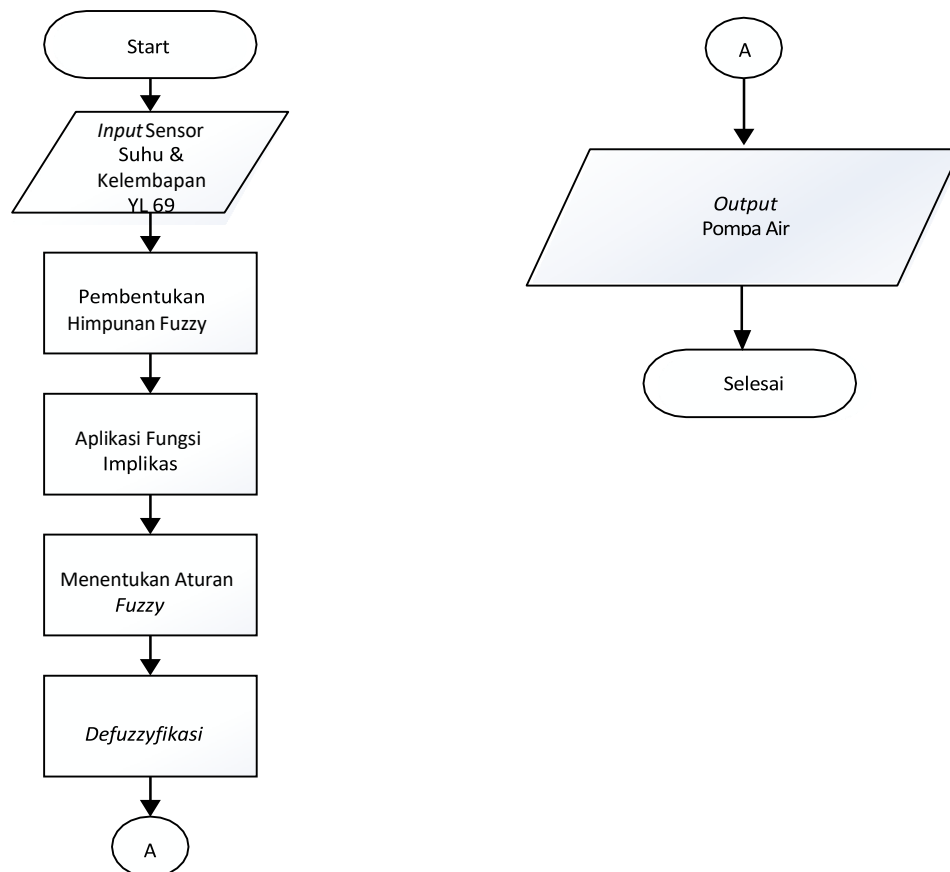 Start
Input Sensor
Suhu &
Kelembapan
YL 69
Pembentukan
Himpunan Fuzzy
Aplikasi Fungsi
Implikas
Menentukan Aturan
Fuzzy
Defuzzyfikasi
A
A
Output
Pompa Air
Selesai